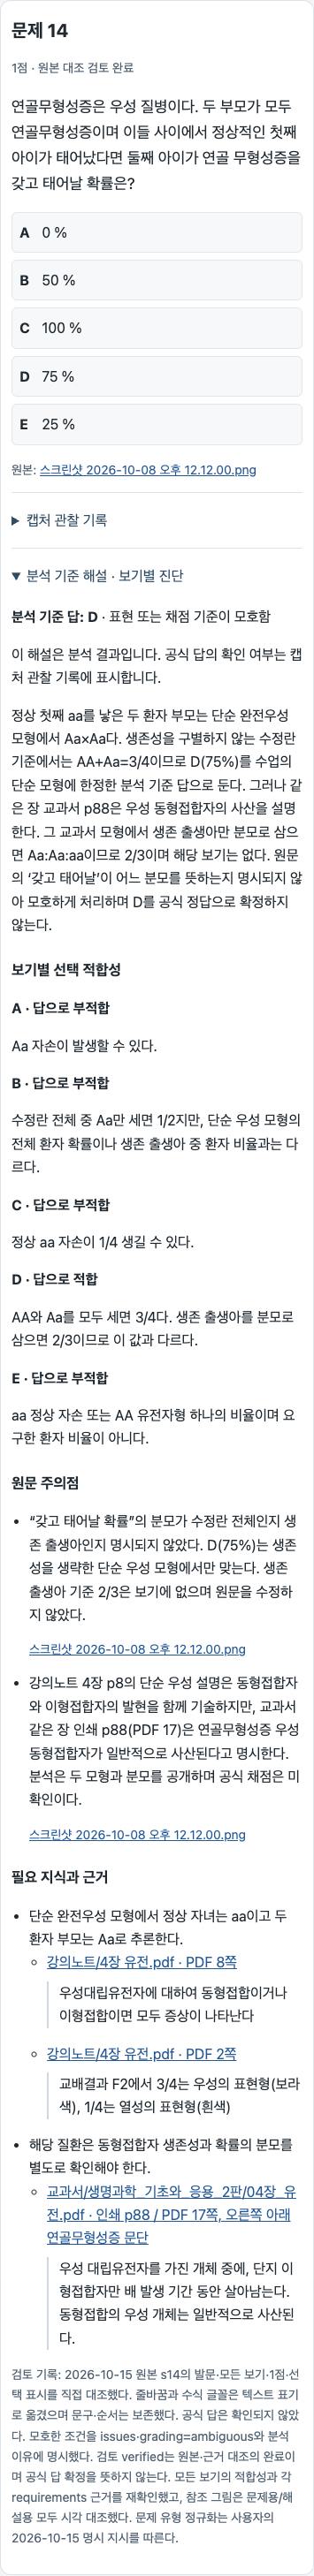 문제 14
1점 · 원본 대조 검토 완료
연골무형성증은 우성 질병이다. 두 부모가 모두
연골무형성증이며 이들 사이에서 정상적인 첫째
아이가 태어났다면 둘째 아이가 연골 무형성증을
갖고 태어날 확률은?
A 0 %
B 50 %
C 100 %
D 75 %
E 25 %
원본: 스크린샷 2026-10-08 오후 12.12.00.png
▶ 캡처 관찰 기록
▼ 분석 기준 해설 · 보기별 진단
분석 기준 답: D · 표현 또는 채점 기준이 모호함
이 해설은 분석 결과입니다. 공식 답의 확인 여부는 캡
처 관찰 기록에 표시합니다.
정상 첫째 aa를 낳은 두 환자 부모는 단순 완전우성
모형에서 Aa×Aa다. 생존성을 구별하지 않는 수정란
기준에서는 AA+Aa=3/4이므로 D(75%)를 수업의
단순 모형에 한정한 분석 기준 답으로 둔다. 그러나 같
은 장 교과서 p88은 우성 동형접합자의 사산을 설명
한다. 그 교과서 모형에서 생존 출생아만 분모로 삼으
면 Aa:Aa:aa이므로 2/3이며 해당 보기는 없다. 원문
의 ‘갖고 태어날’이 어느 분모를 뜻하는지 명시되지 않
아 모호하게 처리하며 D를 공식 정답으로 확정하지
않는다.
보기별 선택 적합성
A · 답으로 부적합
Aa 자손이 발생할 수 있다.
B · 답으로 부적합
수정란 전체 중 Aa만 세면 1/2지만, 단순 우성 모형의
전체 환자 확률이나 생존 출생아 중 환자 비율과는 다
르다.
C · 답으로 부적합
정상 aa 자손이 1/4 생길 수 있다.
D · 답으로 적합
AA와 Aa를 모두 세면 3/4다. 생존 출생아를 분모로
삼으면 2/3이므로 이 값과 다르다.
E · 답으로 부적합
aa 정상 자손 또는 AA 유전자형 하나의 비율이며 요
구한 환자 비율이 아니다.
원문 주의점
• “갖고 태어날 확률”의 분모가 수정란 전체인지 생
존 출생아인지 명시되지 않았다. D(75%)는 생존
성을 생략한 단순 우성 모형에서만 맞는다. 생존
출생아 기준 2/3은 보기에 없으며 원문을 수정하
지 않았다.
스크린샷 2026-10-08 오후 12.12.00.png
• 강의노트 4장 p8의 단순 우성 설명은 동형접합자
와 이형접합자의 발현을 함께 기술하지만, 교과서
같은 장 인쇄 p88(PDF 17)은 연골무형성증 우성
동형접합자가 일반적으로 사산된다고 명시한다.
분석은 두 모형과 분모를 공개하며 공식 채점은 미
확인이다.
스크린샷 2026-10-08 오후 12.12.00.png
필요 지식과 근거
• 단순 완전우성 모형에서 정상 자녀는 aa이고 두
환자 부모는 Aa로 추론한다.
◦ 강의노트/4장 유전.pdf · PDF 8쪽
우성대립유전자에 대하여 동형접합이거나
이형접합이면 모두 증상이 나타난다
◦ 강의노트/4장 유전.pdf · PDF 2쪽
교배결과 F2에서 3/4는 우성의 표현형(보라
색), 1/4는 열성의 표현형(흰색)
• 해당 질환은 동형접합자 생존성과 확률의 분모를
별도로 확인해야 한다.
◦ 교과서/생명과학_기초와_응용_2판/04장_유
전.pdf · 인쇄 p88 / PDF 17쪽, 오른쪽 아래
연골무형성증 문단
우성 대립유전자를 가진 개체 중에, 단지 이
형접합자만 배 발생 기간 동안 살아남는다.
동형접합의 우성 개체는 일반적으로 사산된
다.
검토 기록: 2026-10-15 원본 s14의 발문·모든 보기·1점·선
택 표시를 직접 대조했다. 줄바꿈과 수식 글꼴은 텍스트 표기
로 옮겼으며 문구·순서는 보존했다. 공식 답은 확인되지 않았
다. 모호한 조건을 issues·grading=ambiguous와 분석
이유에 명시했다. 검토 verified는 원본·근거 대조의 완료이
며 공식 답 확정을 뜻하지 않는다. 모든 보기의 적합성과 각
requirements 근거를 재확인했고, 참조 그림은 문제용/해
설용 모두 시각 대조했다. 문제 유형 정규화는 사용자의
2026-10-15 명시 지시를 따른다.